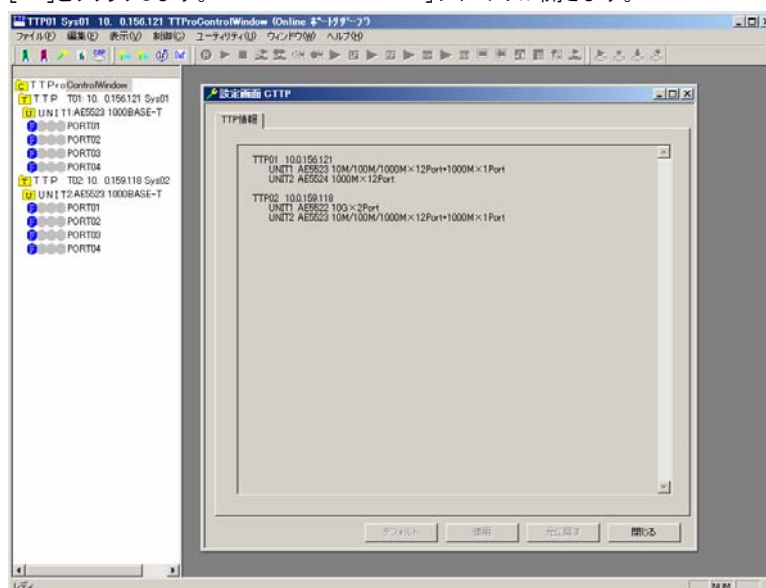 TTP01 Sys01 10. 0.156.121 TTProControlWindow (Online ｷｰﾄﾘｻﾞｰﾌﾞ)
ファイル(F) 編集(E) 表示(V) 制御(C) ユーティリティ(U) ウィンドウ(W) ヘルプ(H)
TTProControlWindow
TTP T01: 10. 0.156.121 Sys01
UNIT1:AE5523 1000BASE-T
PORT01
PORT02
PORT03
PORT04
TTP T02: 10. 0.159.118 Sys02
UNIT2:AE5523 1000BASE-T
PORT01
PORT02
PORT03
PORT04
設定画面 CTTP
TTP情報
TTP01 10.0.156.121
UNIT1 AE5523 10M/100M/1000M×12Port+1000M×1Port
UNIT2 AE5524 1000M×12Port
TTP02 10.0.159.118
UNIT1 AE5522 10G×2Port
UNIT2 AE5523 10M/100M/1000M×12Port+1000M×1Port
デフォルト 適用 元に戻す 閉じる
レディ NUM